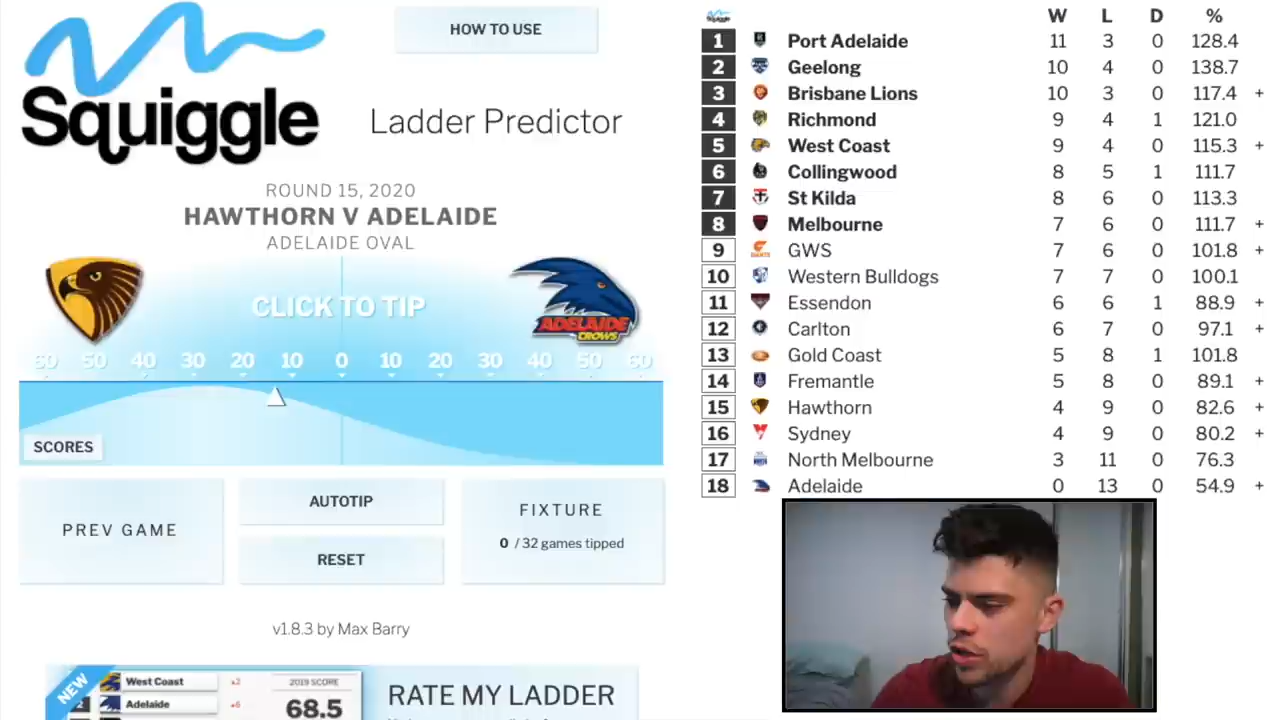 Squiggle
HOW TO USE
Ladder Predictor
ROUND 15, 2020
HAWTHORN V ADELAIDE
ADELAIDE OVAL
CLICK TO TIP
ADELAIDE
CROWS
60 50 40 30 20 10 0 10 20 30 40 50 60
SCORES
PREV GAME
AUTOTIP
RESET
FIXTURE
0 / 32 games tipped
v1.8.3 by Max Barry
NEW
West Coast x2
2 Adelaide x6
2019 SCORE
68.5
RATE MY LADDER
Squiggle W L D %
1 Port Adelaide 11 3 0 128.4
2 Geelong 10 4 0 138.7
3 Brisbane Lions 10 3 0 117.4 +
4 Richmond 9 4 1 121.0
5 West Coast 9 4 0 115.3 +
6 Collingwood 8 5 1 111.7
7 St Kilda 8 6 0 113.3
8 Melbourne 7 6 0 111.7 +
9 GWS 7 6 0 101.8 +
10 Western Bulldogs 7 7 0 100.1
11 Essendon 6 6 1 88.9 +
12 Carlton 6 7 0 97.1 +
13 Gold Coast 5 8 1 101.8
14 Fremantle 5 8 0 89.1 +
15 Hawthorn 4 9 0 82.6 +
16 Sydney 4 9 0 80.2 +
17 North Melbourne 3 11 0 76.3
18 Adelaide 0 13 0 54.9 +